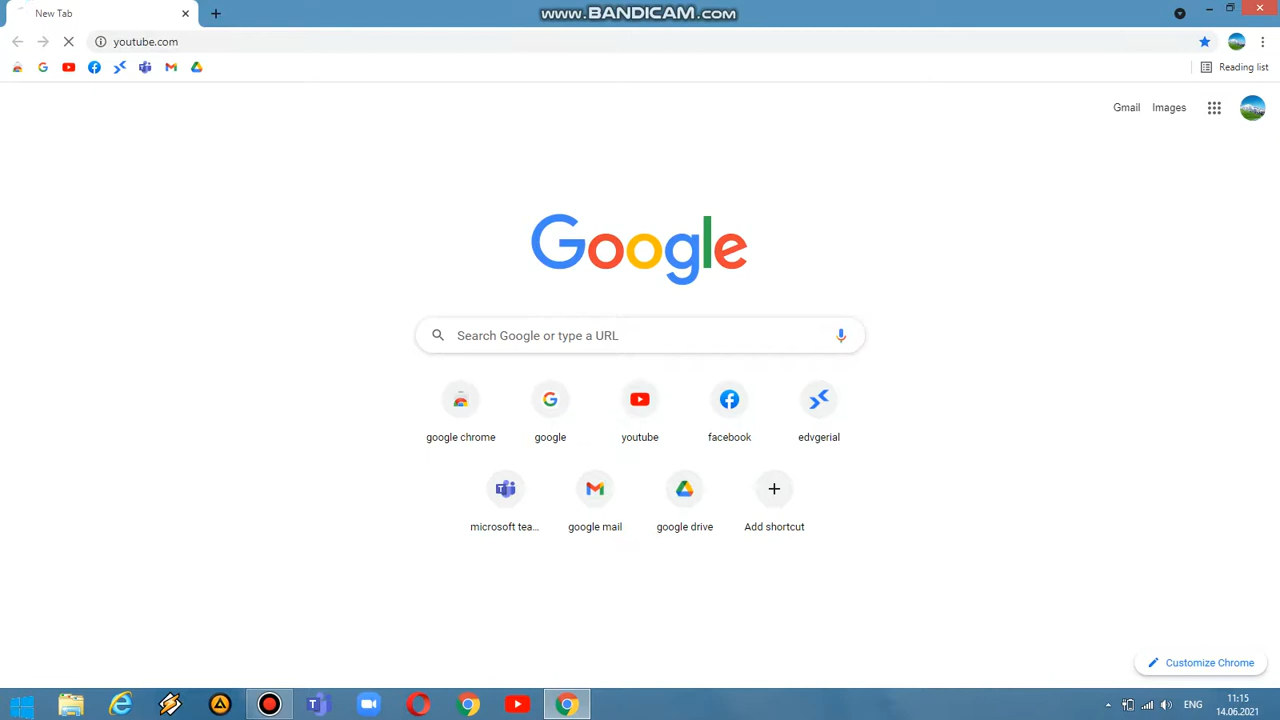 New Tab
www.BANDICAM.com
youtube.com
Reading list
Gmail Images
Google
Search Google or type a URL
google chrome google youtube facebook edvgerial
microsoft tea... google mail google drive Add shortcut
Customize Chrome
ENG
11:15
14.06.2021